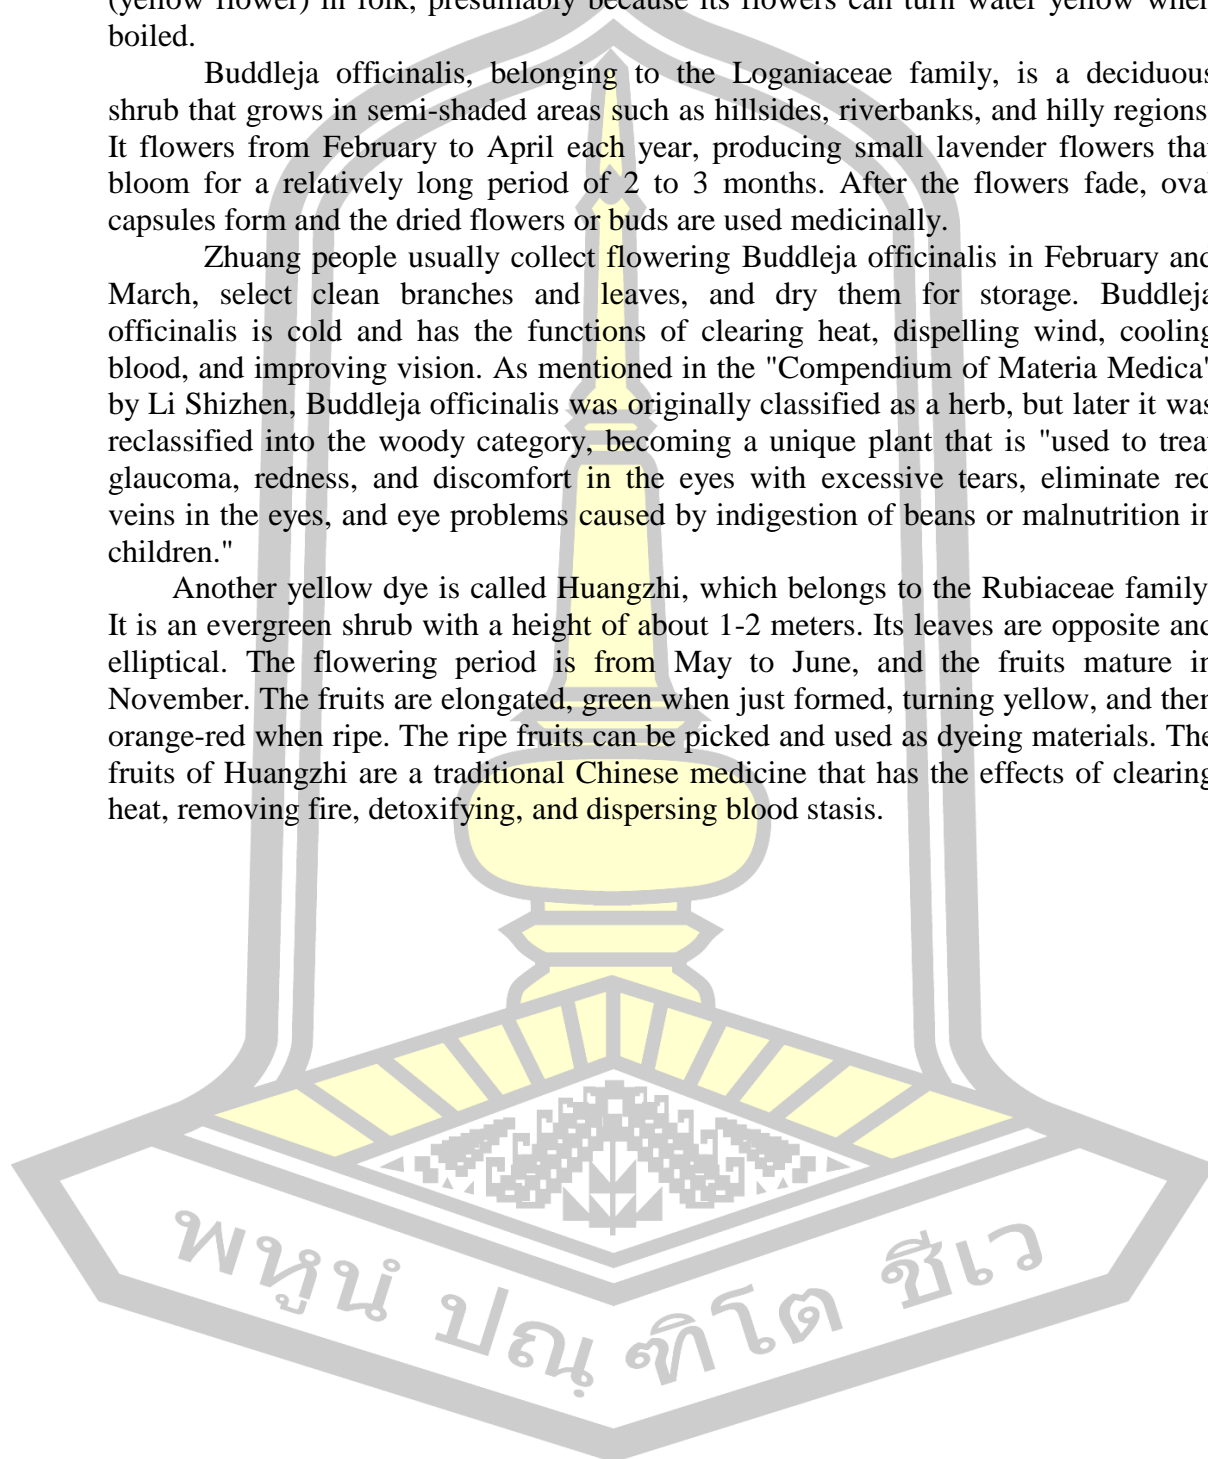 (yellow flower) in folk, presumably because its flowers can turn water yellow when
boiled.
Buddleja officinalis, belonging to the Loganiaceae family, is a deciduous
shrub that grows in semi-shaded areas such as hillsides, riverbanks, and hilly regions
It flowers from February to April each year, producing small lavender flowers that
bloom for a relatively long period of 2 to 3 months. After the flowers fade, oval
capsules form and the dried flowers or buds are used medicinally.
Zhuang people usually collect flowering Buddleja officinalis in February and
March, select clean branches and leaves, and dry them for storage. Buddleja
officinalis is cold and has the functions of clearing heat, dispelling wind, cooling
blood, and improving vision. As mentioned in the "Compendium of Materia Medica"
by Li Shizhen, Buddleja officinalis was originally classified as a herb, but later it was
reclassified into the woody category, becoming a unique plant that is "used to treat
glaucoma, redness, and discomfort in the eyes with excessive tears, eliminate red
veins in the eyes, and eye problems caused by indigestion of beans or malnutrition in
children."
Another yellow dye is called Huangzhi, which belongs to the Rubiaceae family
It is an evergreen shrub with a height of about 1-2 meters. Its leaves are opposite and
elliptical. The flowering period is from May to June, and the fruits mature in
November. The fruits are elongated, green when just formed, turning yellow, and then
orange-red when ripe. The ripe fruits can be picked and used as dyeing materials. The
fruits of Huangzhi are a traditional Chinese medicine that has the effects of clearing
heat, removing fire, detoxifying, and dispersing blood stasis.
พหูนํ ปณฺฑิโต ชีเว